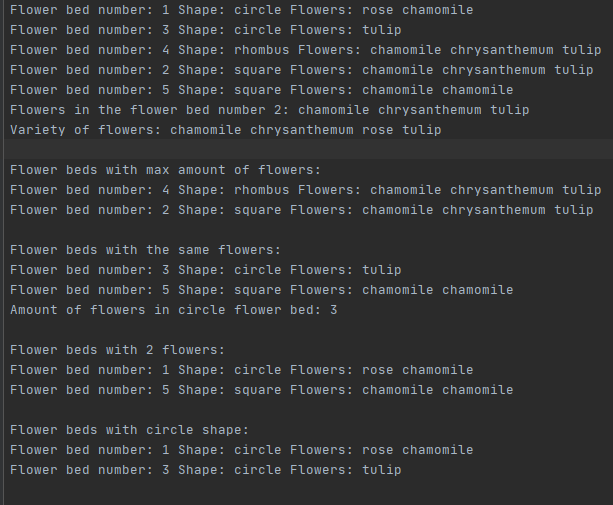 Flower bed number: 1 Shape: circle Flowers: rose chamomile
Flower bed number: 3 Shape: circle Flowers: tulip
Flower bed number: 4 Shape: rhombus Flowers: chamomile chrysanthemum tulip
Flower bed number: 2 Shape: square Flowers: chamomile chrysanthemum tulip
Flower bed number: 5 Shape: square Flowers: chamomile chamomile
Flowers in the flower bed number 2: chamomile chrysanthemum tulip
Variety of flowers: chamomile chrysanthemum rose tulip
Flower beds with max amount of flowers:
Flower bed number: 4 Shape: rhombus Flowers: chamomile chrysanthemum tulip
Flower bed number: 2 Shape: square Flowers: chamomile chrysanthemum tulip
Flower beds with the same flowers:
Flower bed number: 3 Shape: circle Flowers: tulip
Flower bed number: 5 Shape: square Flowers: chamomile chamomile
Amount of flowers in circle flower bed: 3
Flower beds with 2 flowers:
Flower bed number: 1 Shape: circle Flowers: rose chamomile
Flower bed number: 5 Shape: square Flowers: chamomile chamomile
Flower beds with circle shape:
Flower bed number: 1 Shape: circle Flowers: rose chamomile
Flower bed number: 3 Shape: circle Flowers: tulip